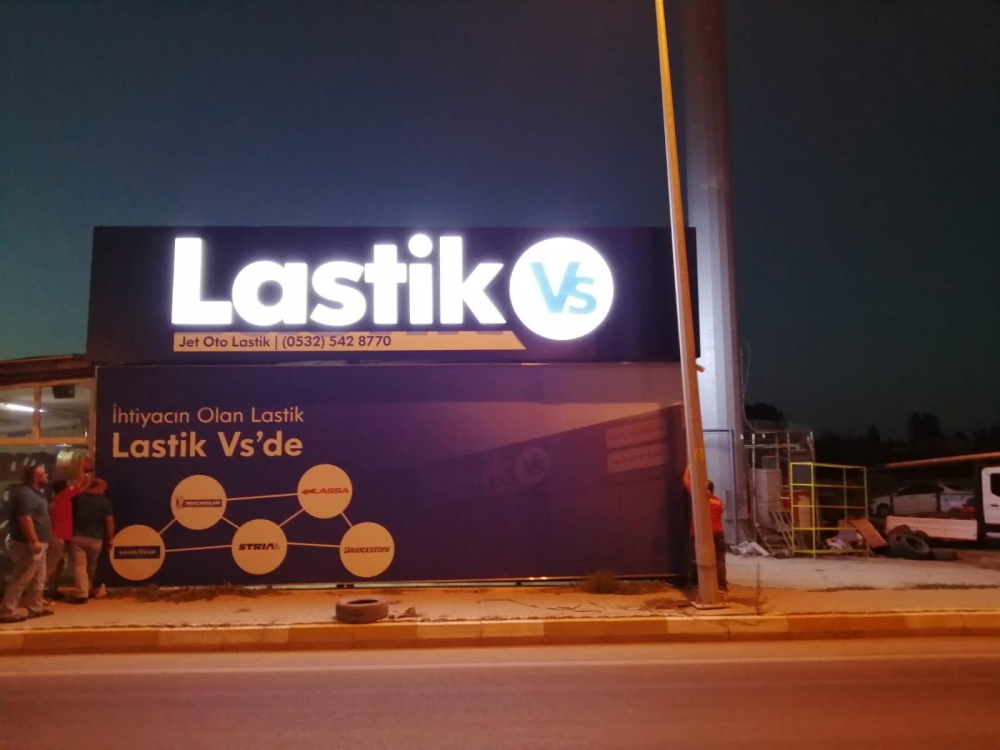 Lastik Vs
Jet Oto Lastik | (0532) 542 8770
İhtiyacın Olan Lastik
Lastik Vs'de
MICHELIN
LASSA
GOODYEAR
STRIAL
BRIDGESTONE